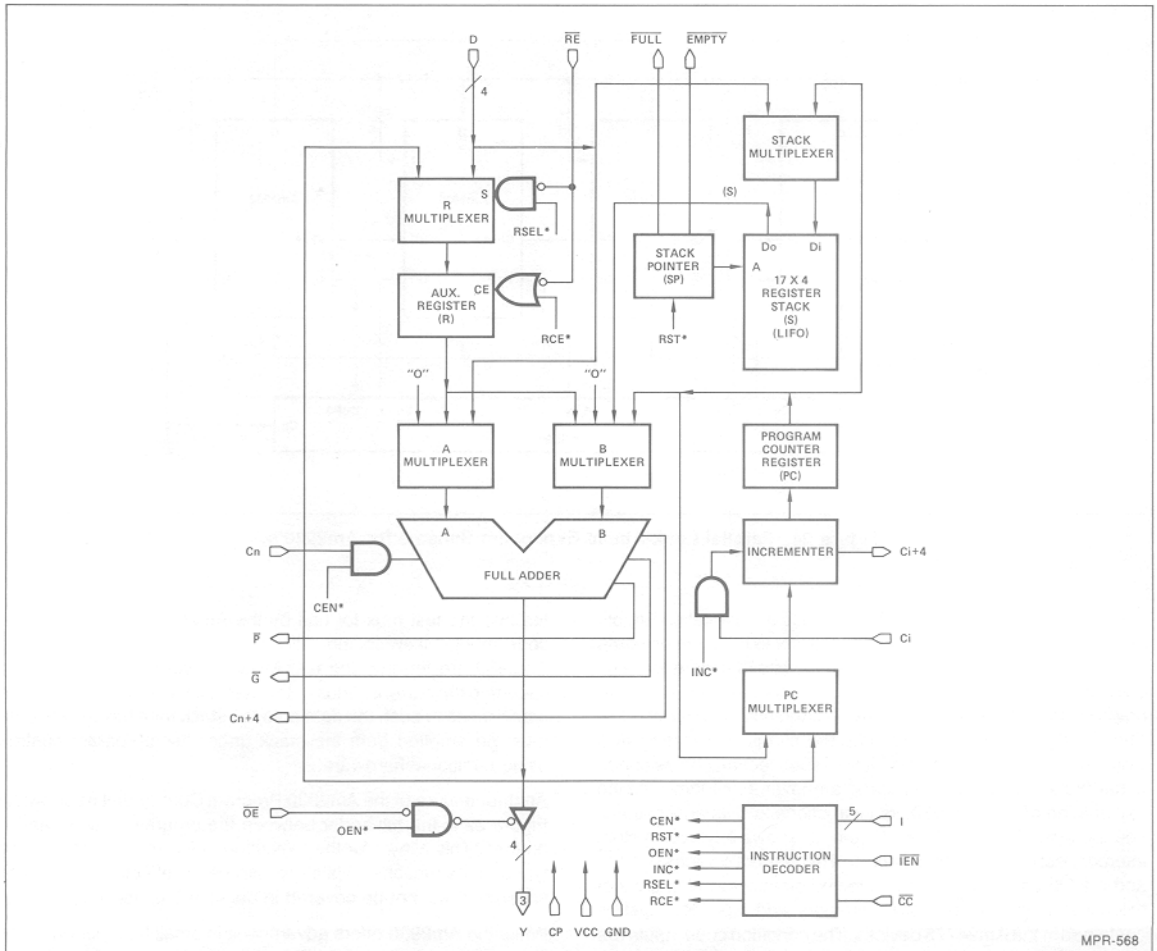 D
RE
FULL
EMPTY
4
STACK
MULTIPLEXER
R
MULTIPLEXER
S
RSEL*
(S)
STACK
POINTER
(SP)
Do
Di
A
17 X 4
REGISTER
STACK
(S)
(LIFO)
AUX.
REGISTER
(R)
CE
RCE*
RST*
"O"
"O"
A
MULTIPLEXER
B
MULTIPLEXER
PROGRAM
COUNTER
REGISTER
(PC)
A
B
Cn
FULL ADDER
INCREMENTER
Ci+4
CEN*
P
Ci
INC*
G
PC
MULTIPLEXER
Cn+4
OE
OEN*
4
3
Y
CP
VCC
GND
CEN*
RST*
OEN*
INC*
RSEL*
RCE*
INSTRUCTION
DECODER
5
I
IEN
CC
MPR-568